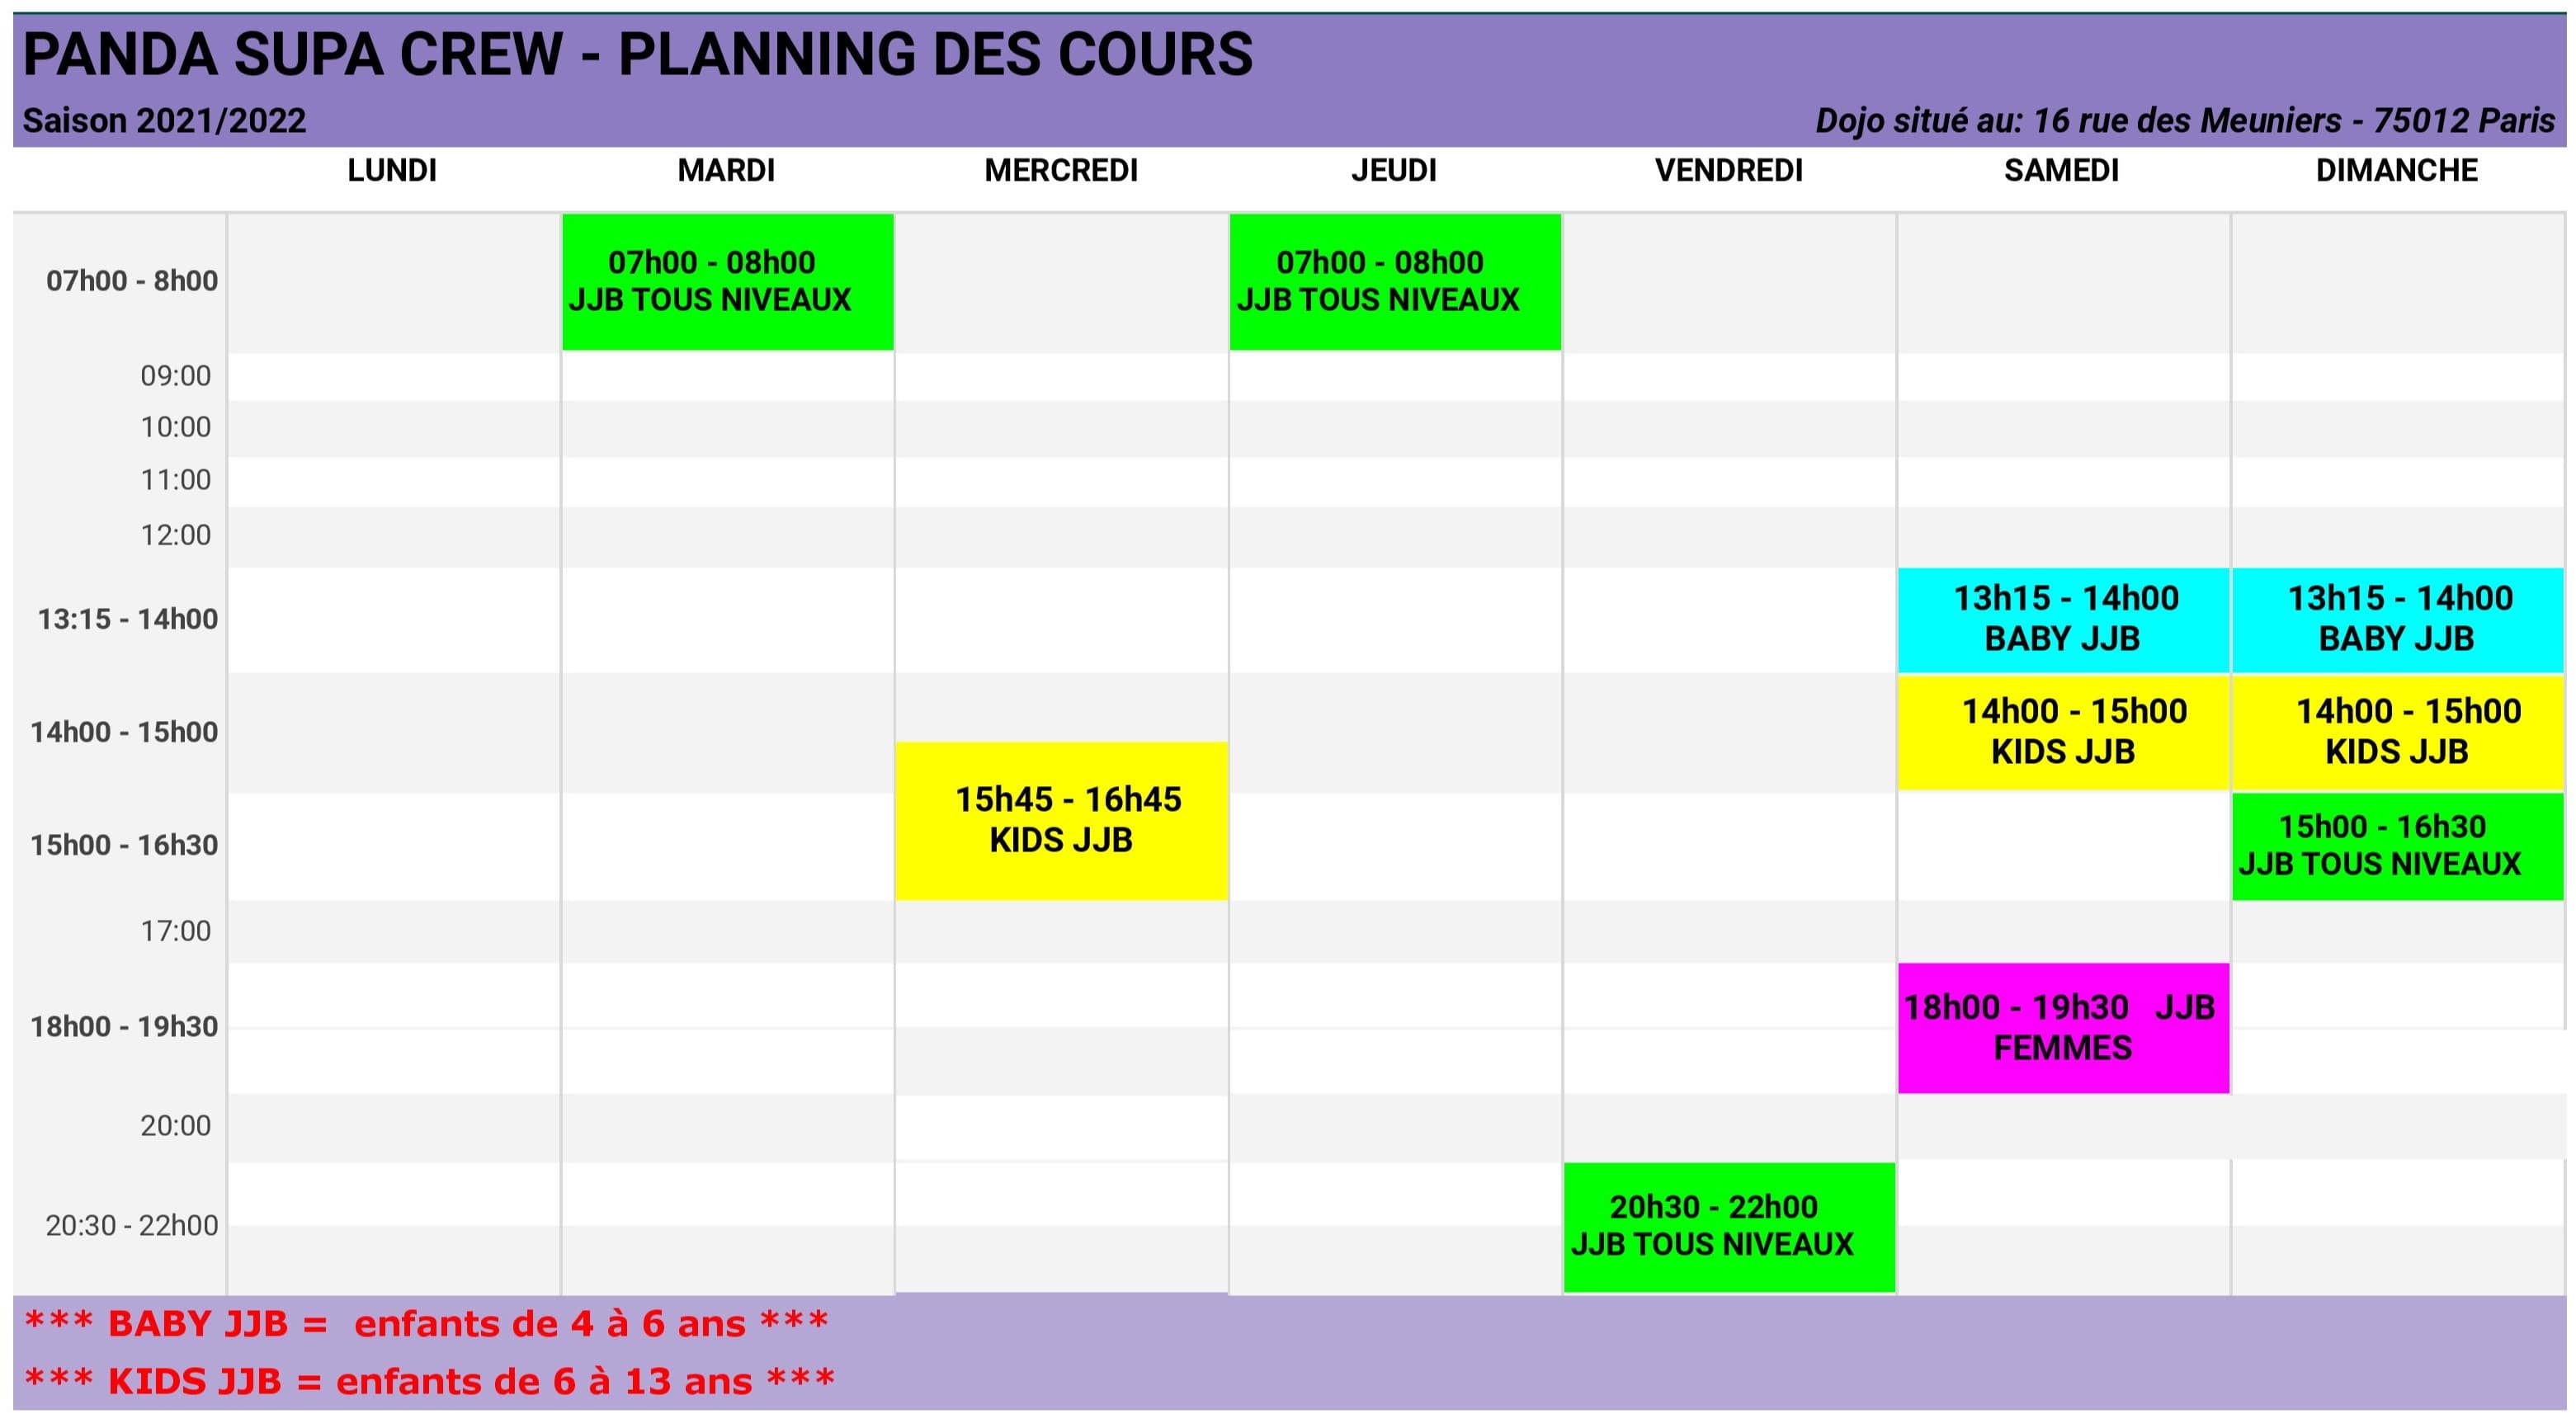 PANDA SUPA CREW - PLANNING DES COURS
Saison 2021/2022
Dojo situé au: 16 rue des Meuniers - 75012 Paris
LUNDI MARDI MERCREDI JEUDI VENDREDI SAMEDI DIMANCHE
07h00 - 8h00
07h00 - 08h00
JJB TOUS NIVEAUX
07h00 - 08h00
JJB TOUS NIVEAUX
09:00
10:00
11:00
12:00
13:15 - 14h00
13h15 - 14h00
BABY JJB
13h15 - 14h00
BABY JJB
14h00 - 15h00
14h00 - 15h00
KIDS JJB
14h00 - 15h00
KIDS JJB
15h45 - 16h45
KIDS JJB
15h00 - 16h30
15h00 - 16h30
JJB TOUS NIVEAUX
17:00
18h00 - 19h30
18h00 - 19h30 JJB
FEMMES
20:00
20:30 - 22h00
20h30 - 22h00
JJB TOUS NIVEAUX
*** BABY JJB = enfants de 4 à 6 ans ***
*** KIDS JJB = enfants de 6 à 13 ans ***